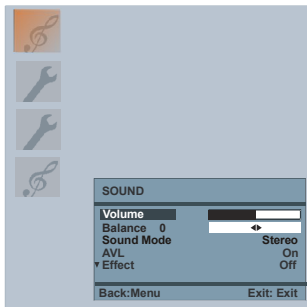 SOUND
Volume
Balance 0
Sound Mode Stereo
AVL On
Effect Off
Back:Menu Exit: Exit